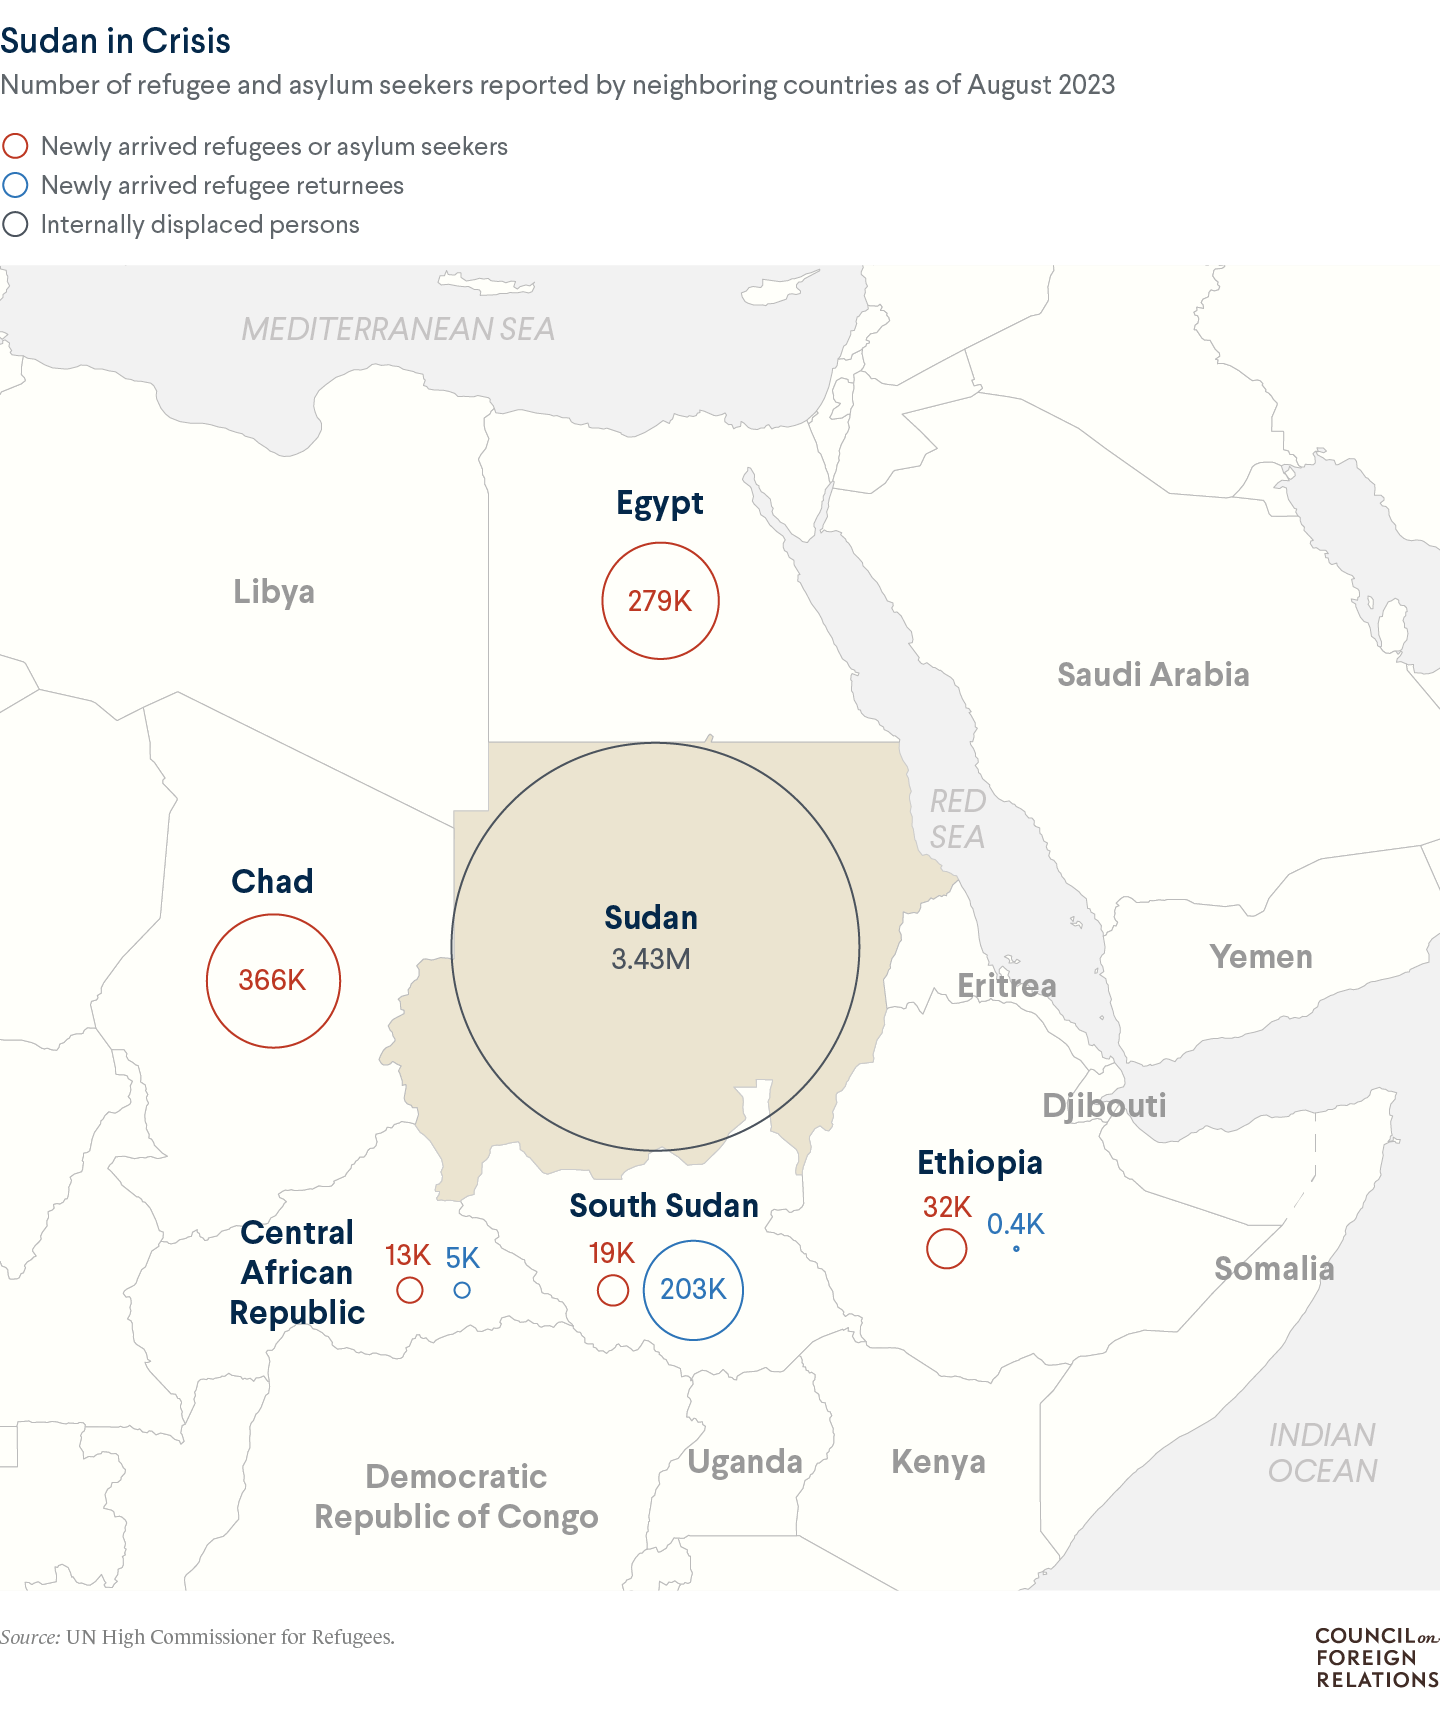 Sudan in Crisis
Number of refugee and asylum seekers reported by neighboring countries as of August 2023
Newly arrived refugees or asylum seekers
Newly arrived refugee returnees
Internally displaced persons
MEDITERRANEAN SEA
Egypt
279K
Libya
Saudi Arabia
RED
SEA
Chad
366K
Sudan
3.43M
Eritrea
Yemen
Djibouti
Ethiopia
32K
0.4K
South Sudan
19K
203K
Central
African
Republic
13K
5K
Somalia
INDIAN
OCEAN
Democratic
Republic of Congo
Uganda
Kenya
Source: UN High Commissioner for Refugees.
COUNCIL on
FOREIGN
RELATIONS